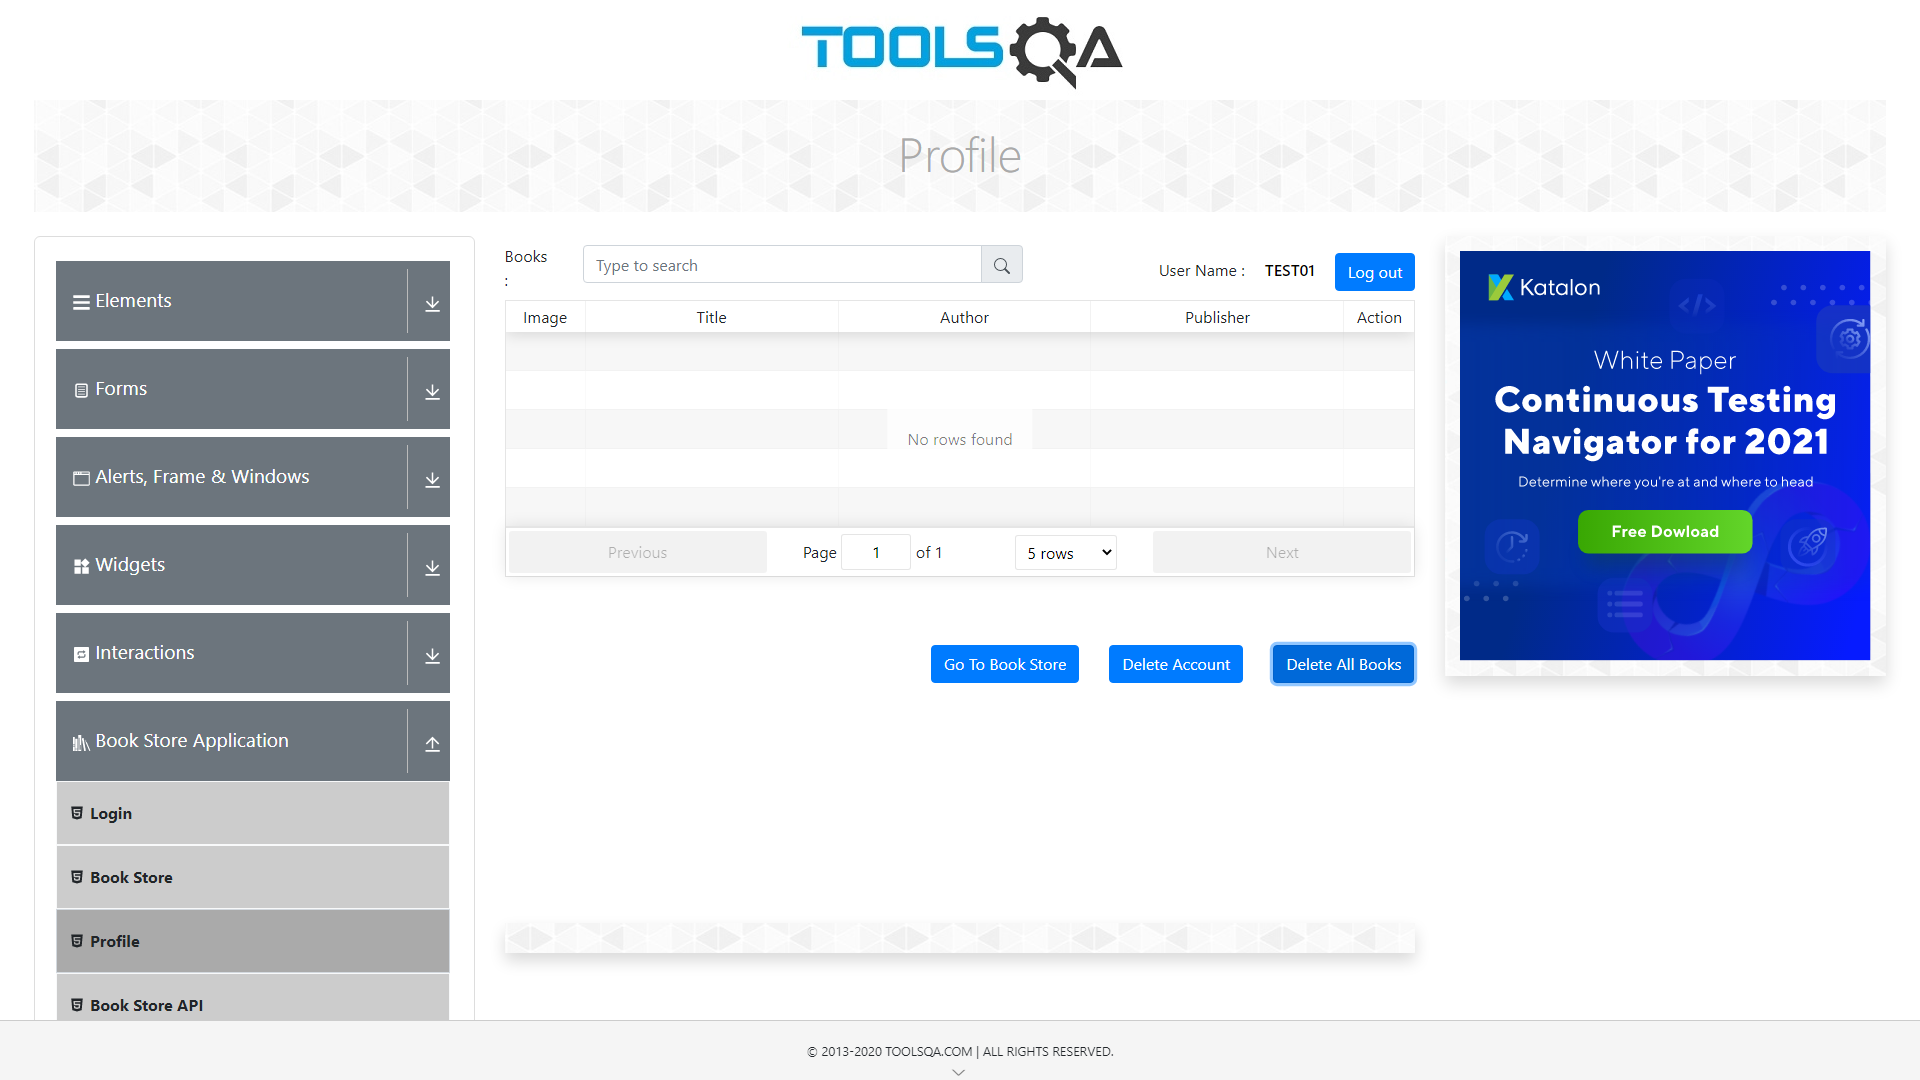 TOOLSQA
Profile
Elements
Forms
Alerts, Frame & Windows
Widgets
Interactions
Book Store Application
Login
Book Store
Profile
Book Store API
Books
:
Type to search
User Name : TEST01 Log out
Image Title Author Publisher Action
No rows found
Previous Page 1 of 1 5 rows Next
Go To Book Store Delete Account Delete All Books
Katalon
White Paper
Continuous Testing
Navigator for 2021
Determine where you're at and where to head
Free Dowload
© 2013-2020 TOOLSQA.COM | ALL RIGHTS RESERVED.